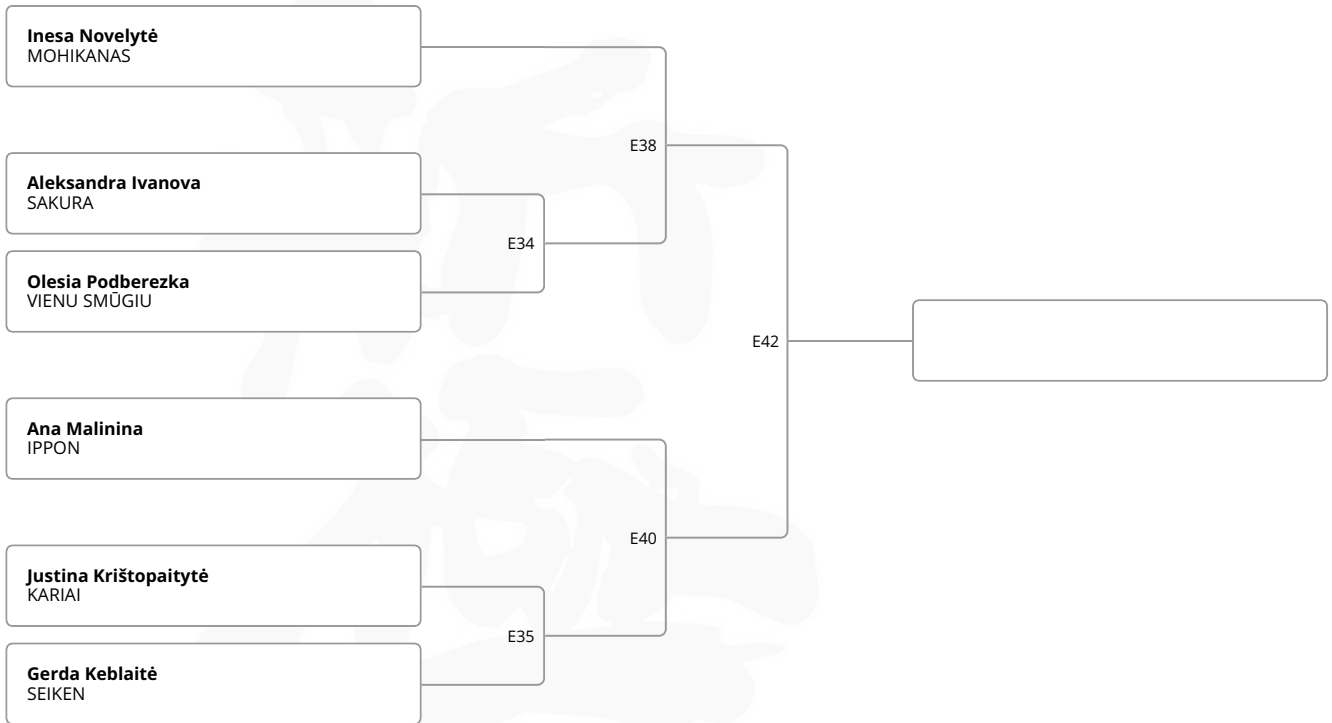 Inesa Novelytė
MOHIKANAS
E38
Aleksandra Ivanova
SAKURA
E34
Olesia Podberezka
VIENU SMŪGIU
E42
Ana Malinina
IPPON
E40
Justina Krištopaitytė
KARIAI
E35
Gerda Keblaitė
SEIKEN